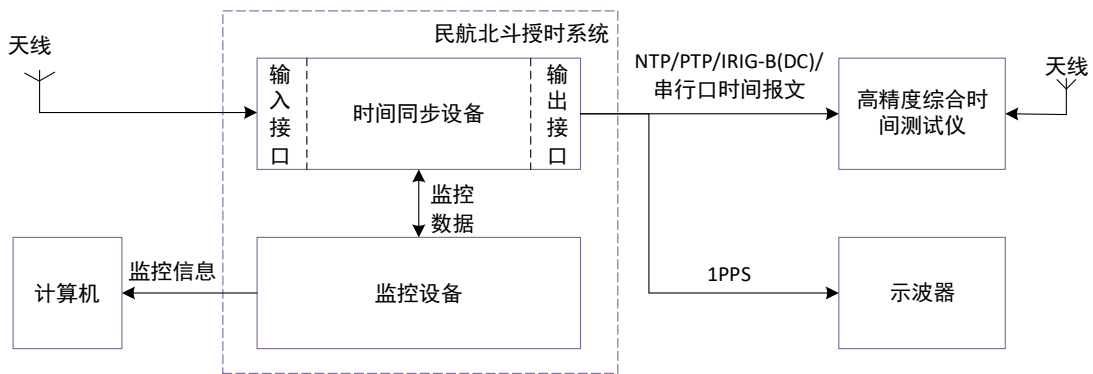 民航北斗授时系统
天线
输入接口
时间同步设备
输出接口
NTP/PTP/IRIG-B(DC)/
串行口时间报文
高精度综合时
间测试仪
天线
监控
数据
计算机
监控信息
监控设备
1PPS
示波器